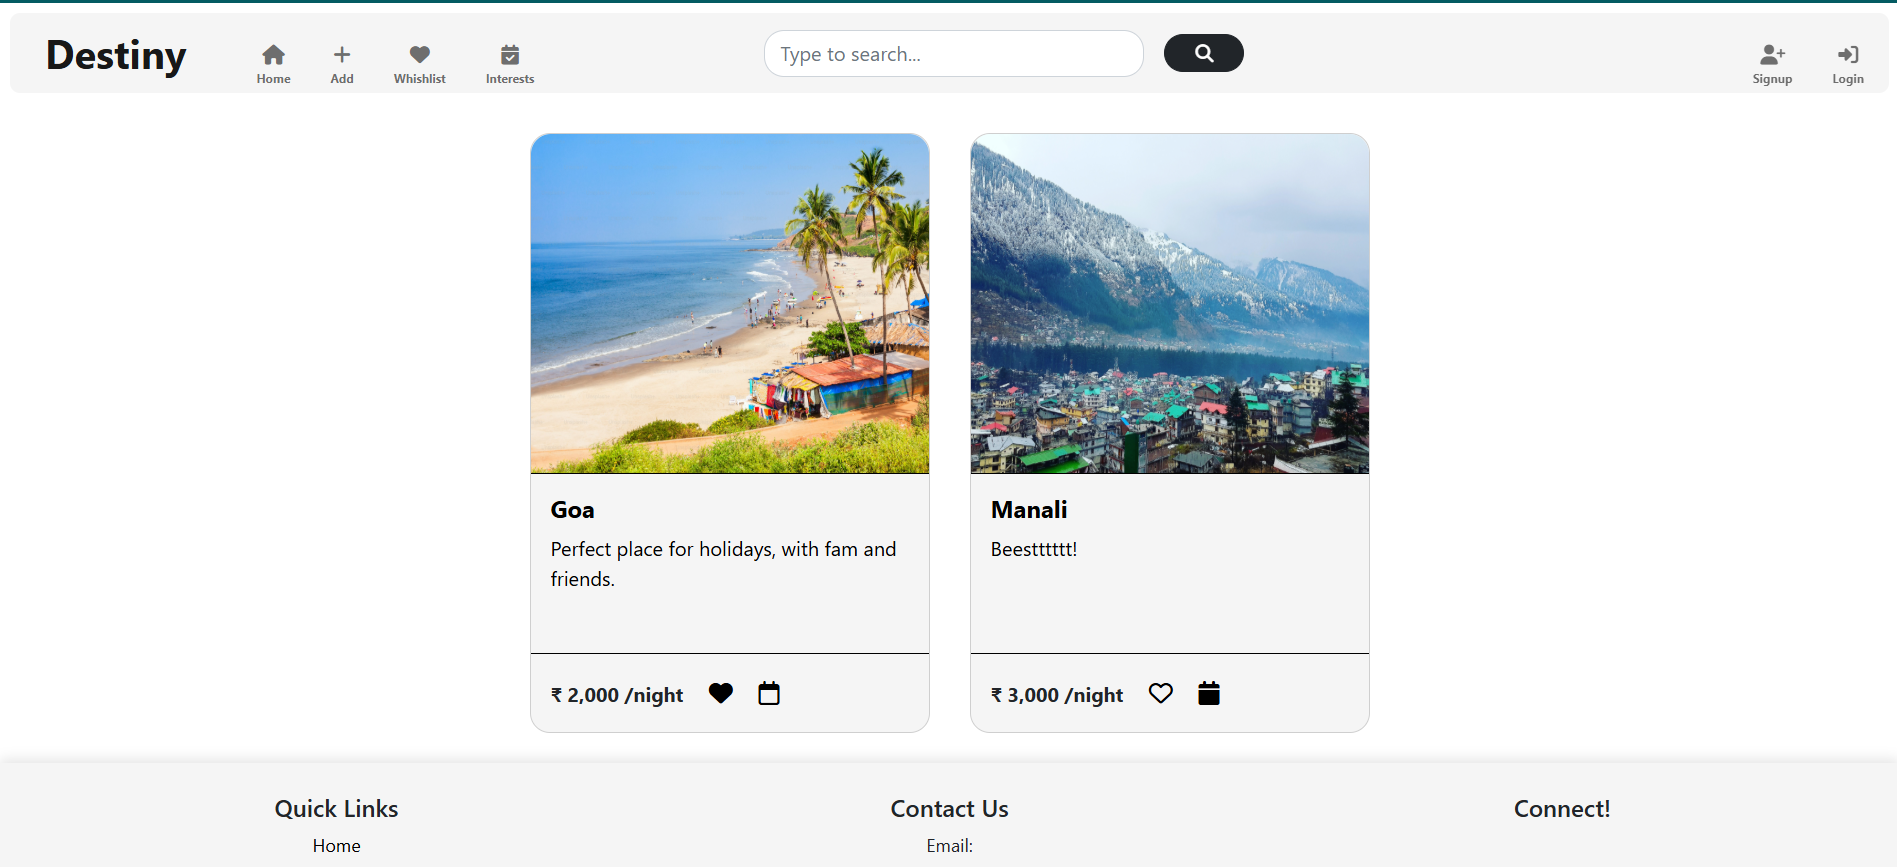 Destiny
Home
Add
Whishlist
Interests
Type to search...
Signup
Login
Goa
Perfect place for holidays, with fam and
friends.
₹ 2,000 /night
Manali
Beestttttt!
₹ 3,000 /night
Quick Links
Home
Contact Us
Email:
Connect!